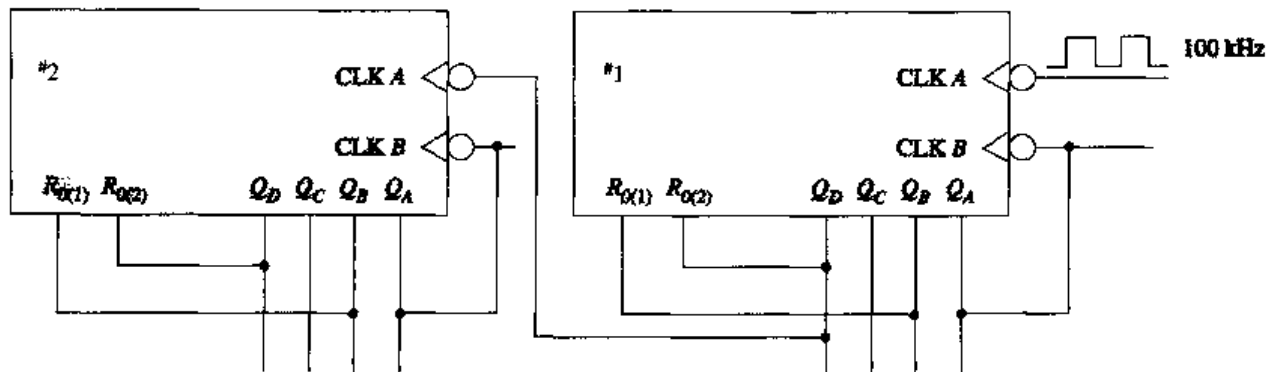 #2
CLK A
CLK B
R0(1) R0(2) QD QC QB QA
#1
CLK A
CLK B
R0(1) R0(2) QD QC QB QA
100 kHz